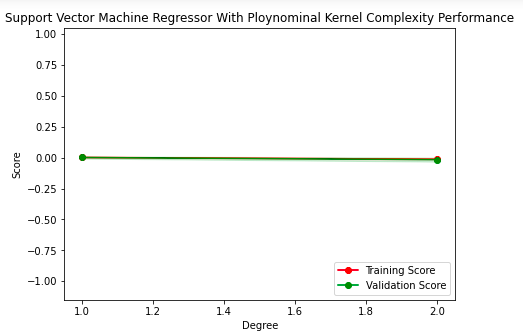 Support Vector Machine Regressor With Ploynominal Kernel Complexity Performance
1.00
0.75
0.50
0.25
0.00
−0.25
−0.50
−0.75
−1.00
Score
1.0 1.2 1.4 1.6 1.8 2.0
Degree
Training Score
Validation Score